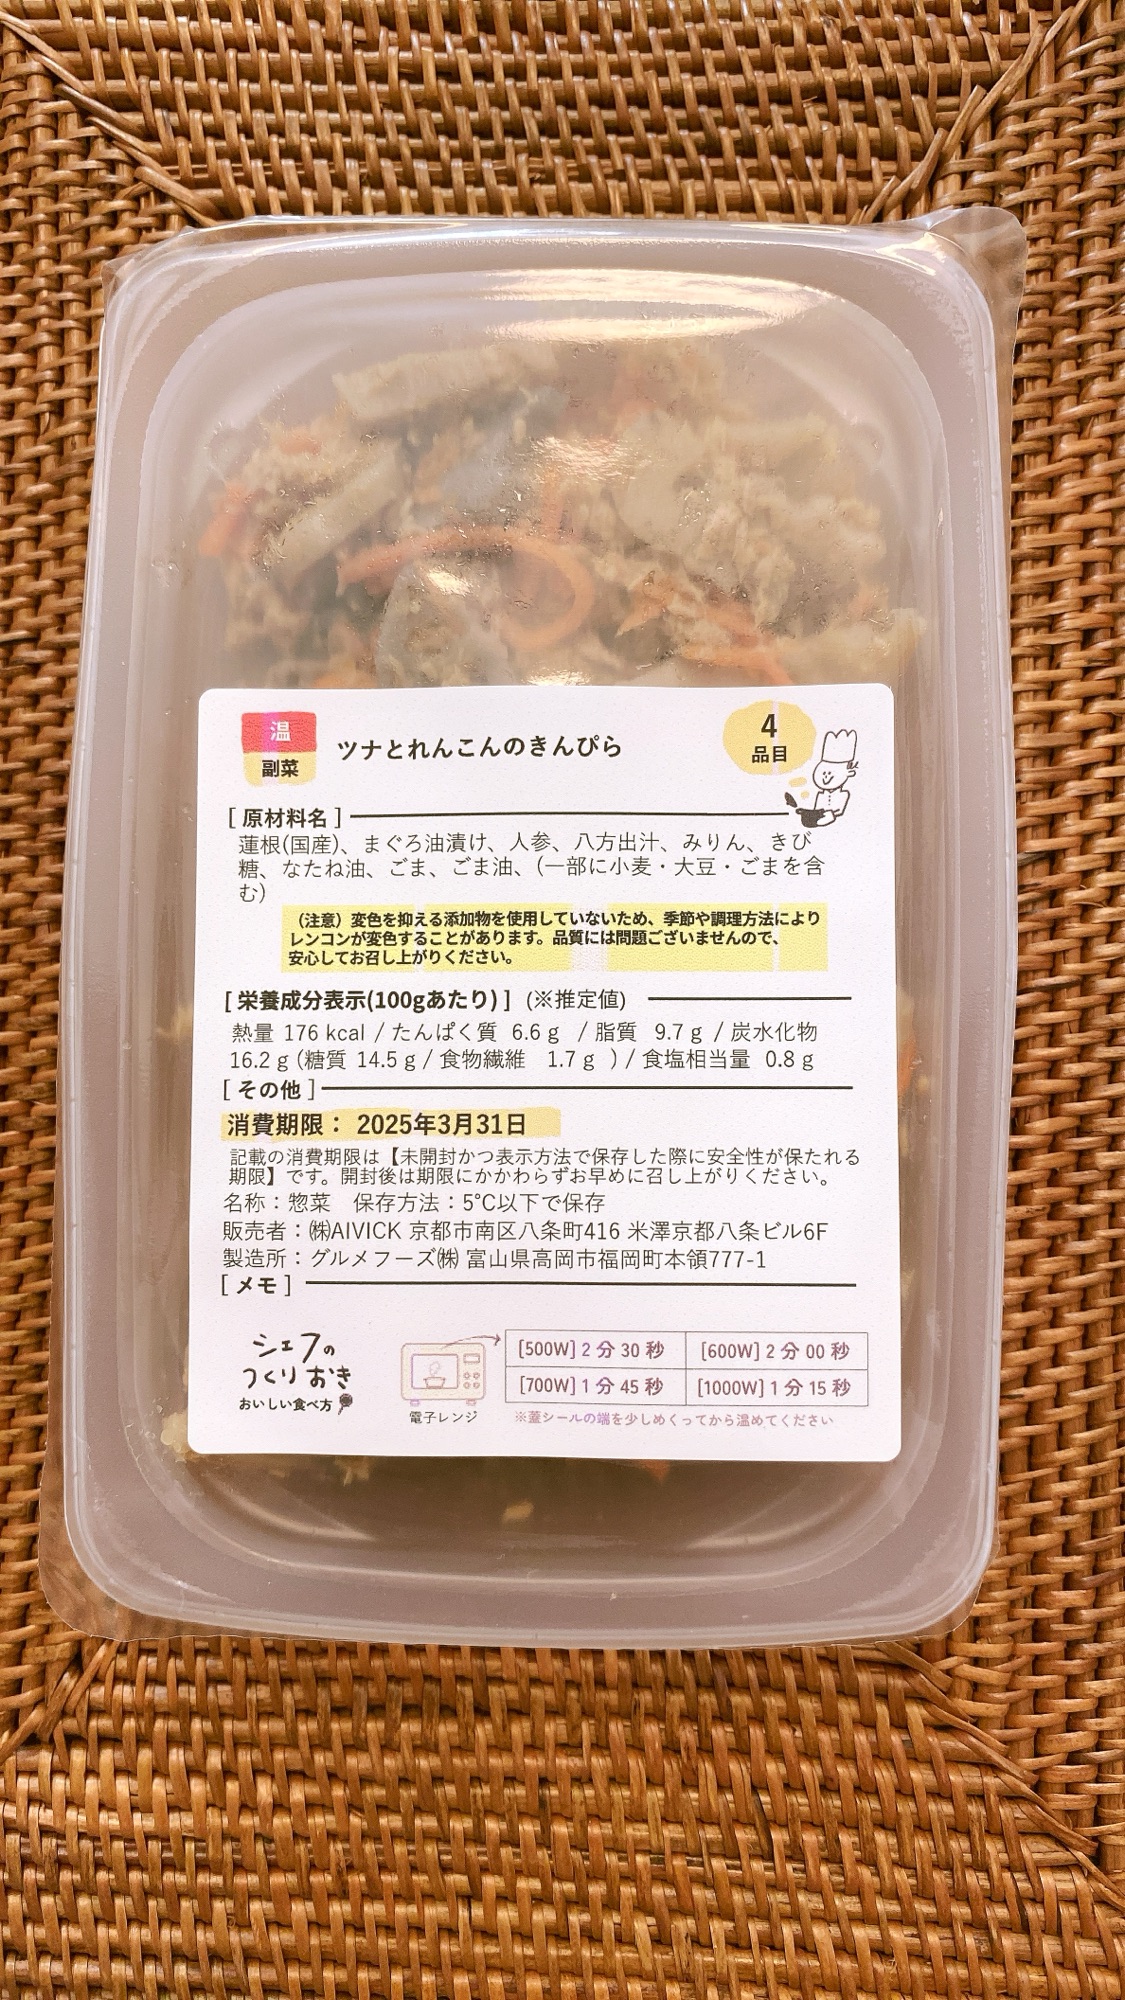 温
副菜
ツナとれんこんのきんぴら
4
品目
[ 原材料名 ]
蓮根(国産)、まぐろ油漬け、人参、八方出汁、みりん、きび
糖、なたね油、ごま、ごま油、(一部に小麦・大豆・ごまを含
む)
（注意）変色を抑える添加物を使用していないため、季節や調理方法により
レンコンが変色することがあります。品質には問題ございませんので、
安心してお召し上がりください。
[ 栄養成分表示(100gあたり) ] (※推定値)
熱量 176 kcal / たんぱく質 6.6 g / 脂質 9.7 g / 炭水化物
16.2 g (糖質 14.5 g / 食物繊維 1.7 g ) / 食塩相当量 0.8 g
[ その他 ]
消費期限： 2025年3月31日
記載の消費期限は【未開封かつ表示方法で保存した際に安全性が保たれる
期限】です。開封後は期限にかかわらずお早めに召し上がりください。
名称：惣菜 保存方法：5℃以下で保存
販売者：㈱AIVICK 京都市南区八条町416 米澤京都八条ビル6F
製造所：グルメフーズ㈱ 富山県高岡市福岡町本領777-1
[ メモ ]
シェフの
つくりおき
おいしい食べ方
電子レンジ
[500W] 2 分 30 秒 [600W] 2 分 00 秒
[700W] 1 分 45 秒 [1000W] 1 分 15 秒
※蓋シールの端を少しめくってから温めてください